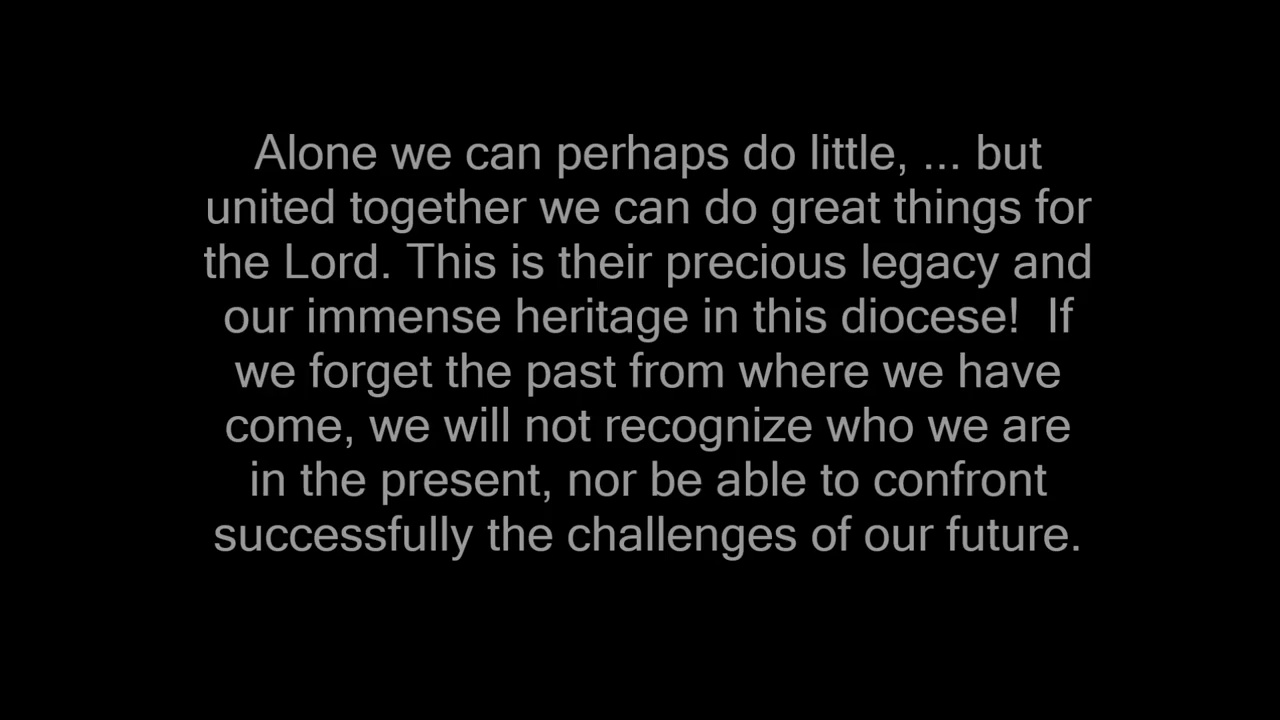 Alone we can perhaps do little, ... but
united together we can do great things for
the Lord. This is their precious legacy and
our immense heritage in this diocese!  If
we forget the past from where we have
come, we will not recognize who we are
in the present, nor be able to confront
successfully the challenges of our future.